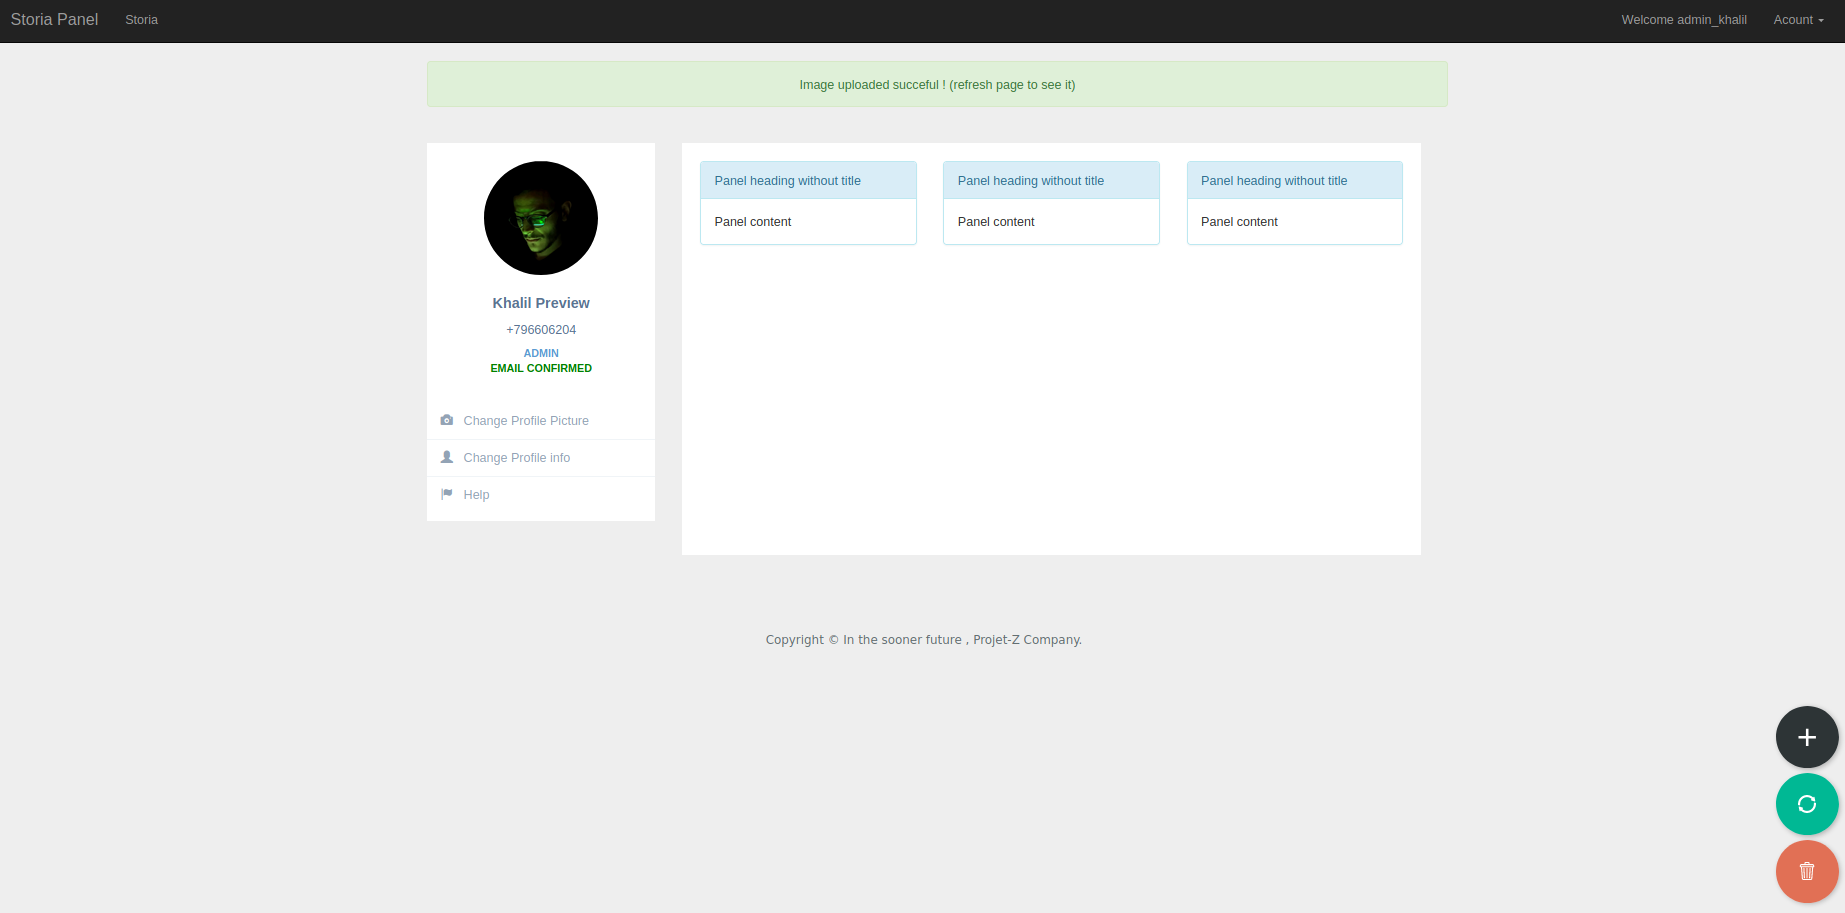 Storia Panel Storia Welcome admin_khalil Acount
Image uploaded succeful ! (refresh page to see it)
Khalil Preview
+796606204
ADMIN
EMAIL CONFIRMED
Change Profile Picture
Change Profile info
Help
Panel heading without title Panel heading without title Panel heading without title
Panel content Panel content Panel content
Copyright © In the sooner future , Projet-Z Company.